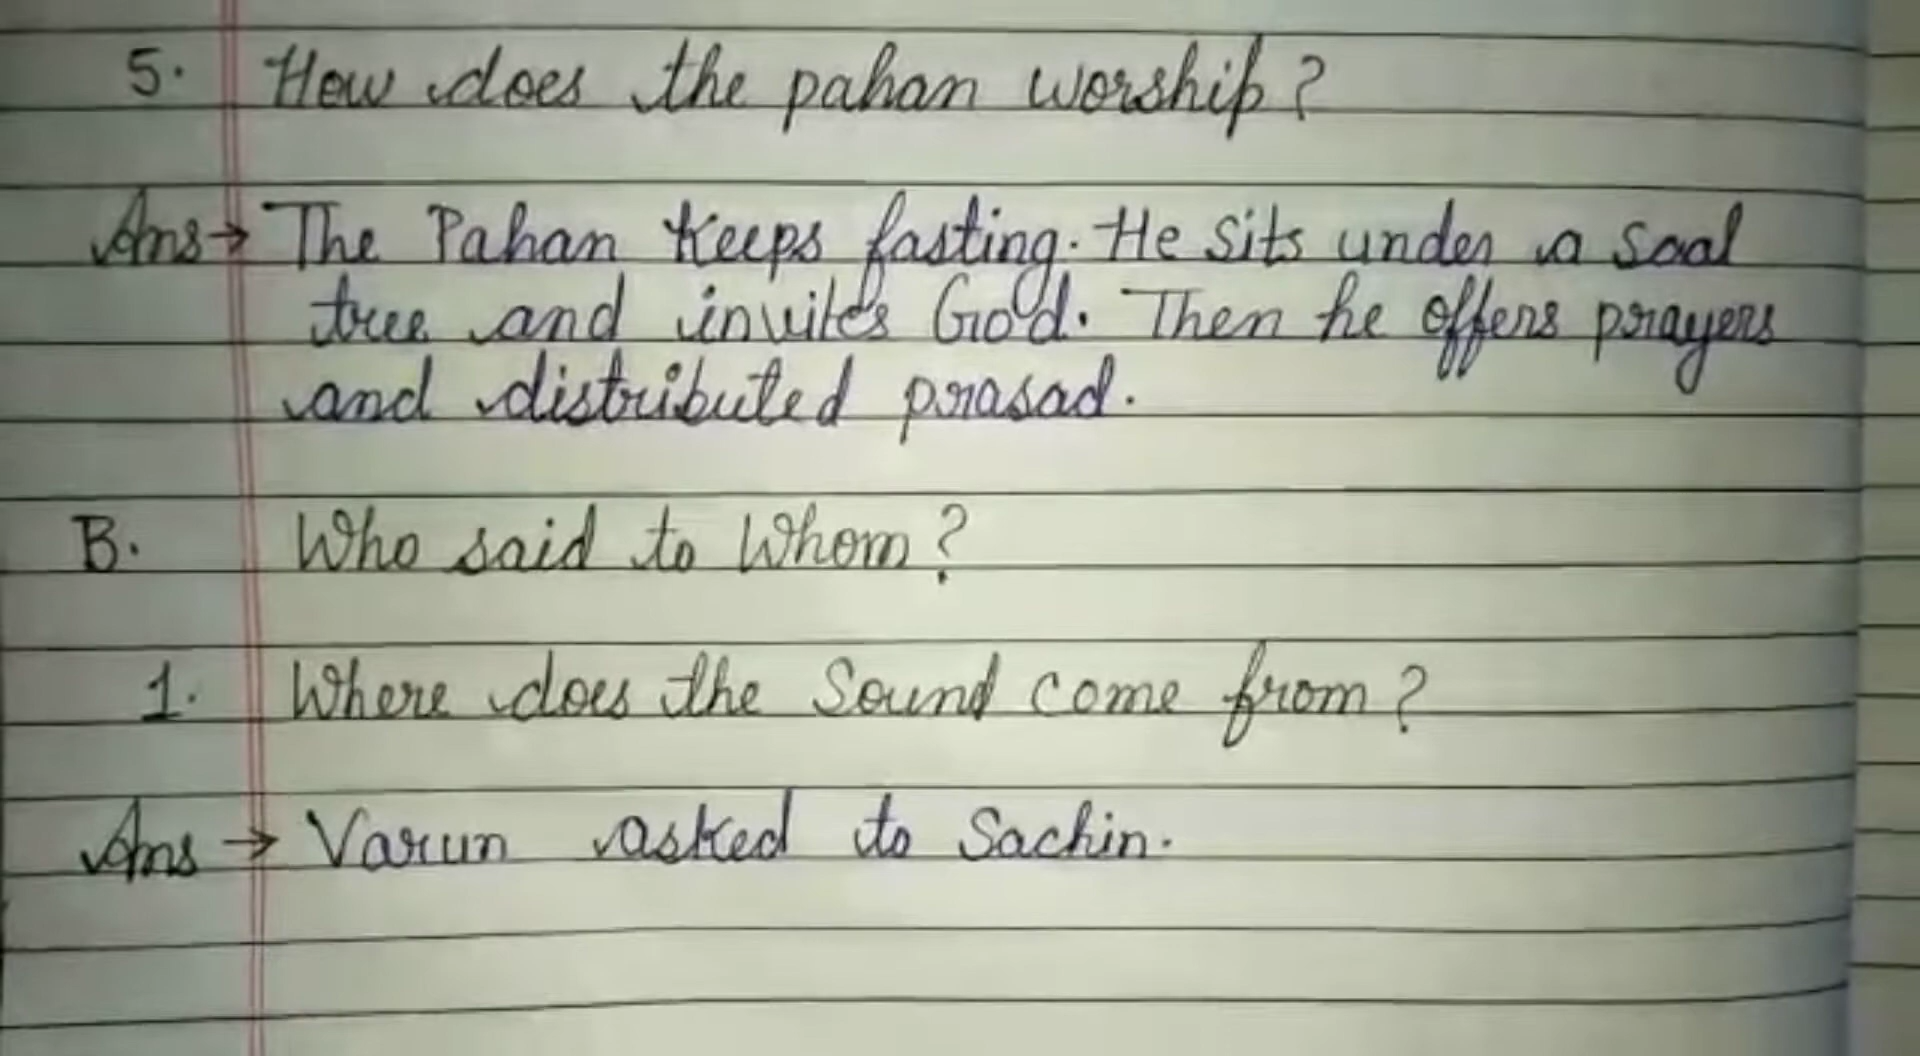 5. How does the pahan worship?
Ans→ The Pahan keeps fasting. He sits under a saal
tree and invites God. Then he offers prayers
and distributed prasad.
B. Who said to Whom?
1. Where does the Sound come from?
Ans → Varun asked to Sachin.